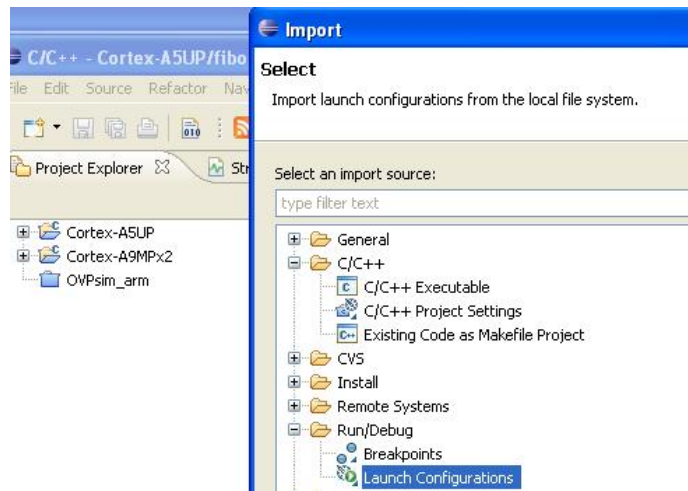 Import
C/C++ - Cortex-A5UP/fibo
File Edit Source Refactor Nav
Select
Import launch configurations from the local file system.
010
Project Explorer
Select an import source:
type filter text
Cortex-A5UP
Cortex-A9MPx2
OVPsim_arm
General
C/C++
C/C++ Executable
C/C++ Project Settings
Existing Code as Makefile Project
CVS
Install
Remote Systems
Run/Debug
Breakpoints
Launch Configurations